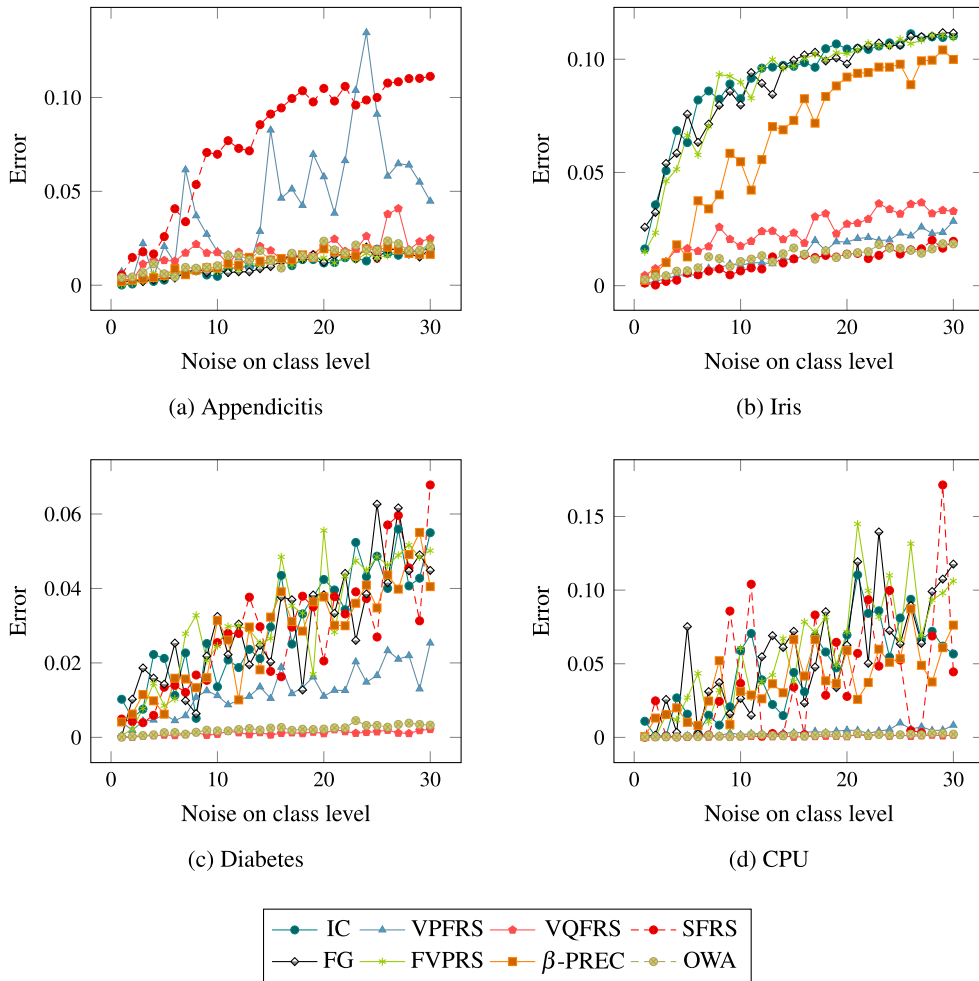 0.10
0.05
0
Error
0 10 20 30
Noise on class level
(a) Appendicitis
0.10
0.05
0
Error
0 10 20 30
Noise on class level
(b) Iris
0.06
0.04
0.02
0
Error
0 10 20 30
Noise on class level
(c) Diabetes
0.15
0.10
0.05
0
Error
0 10 20 30
Noise on class level
(d) CPU
IC VPFRS VQFRS SFRS
FG FVPRS β-PREC OWA